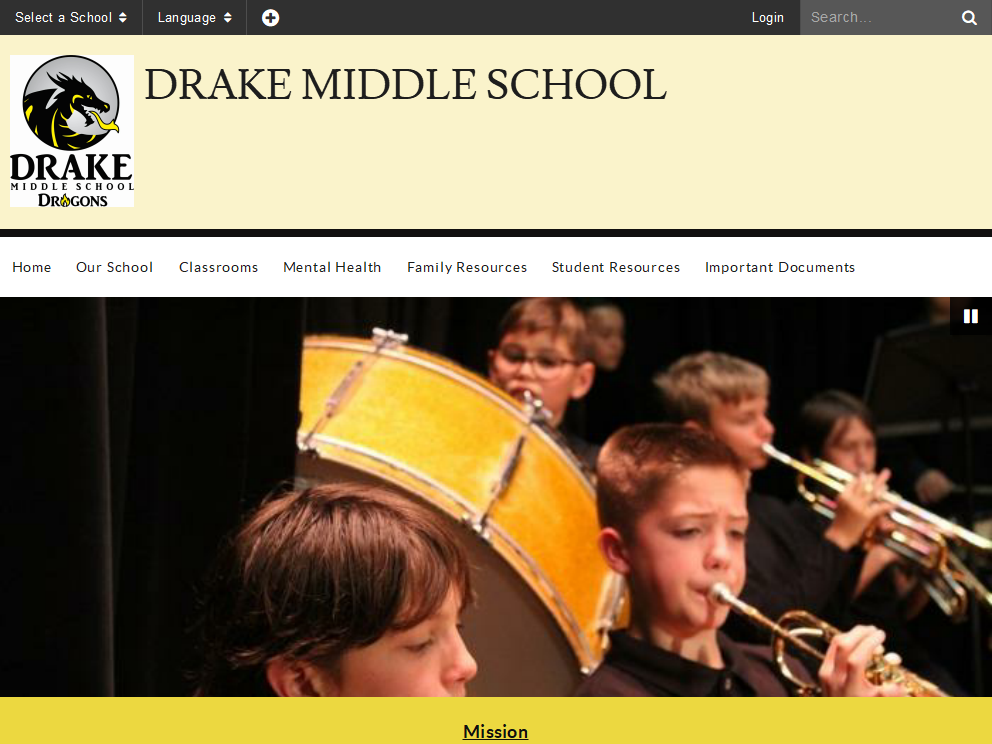 Select a School
Language
Login
Search...
DRAKE
MIDDLE SCHOOL
DRAGONS
DRAKE MIDDLE SCHOOL
Home
Our School
Classrooms
Mental Health
Family Resources
Student Resources
Important Documents
Mission